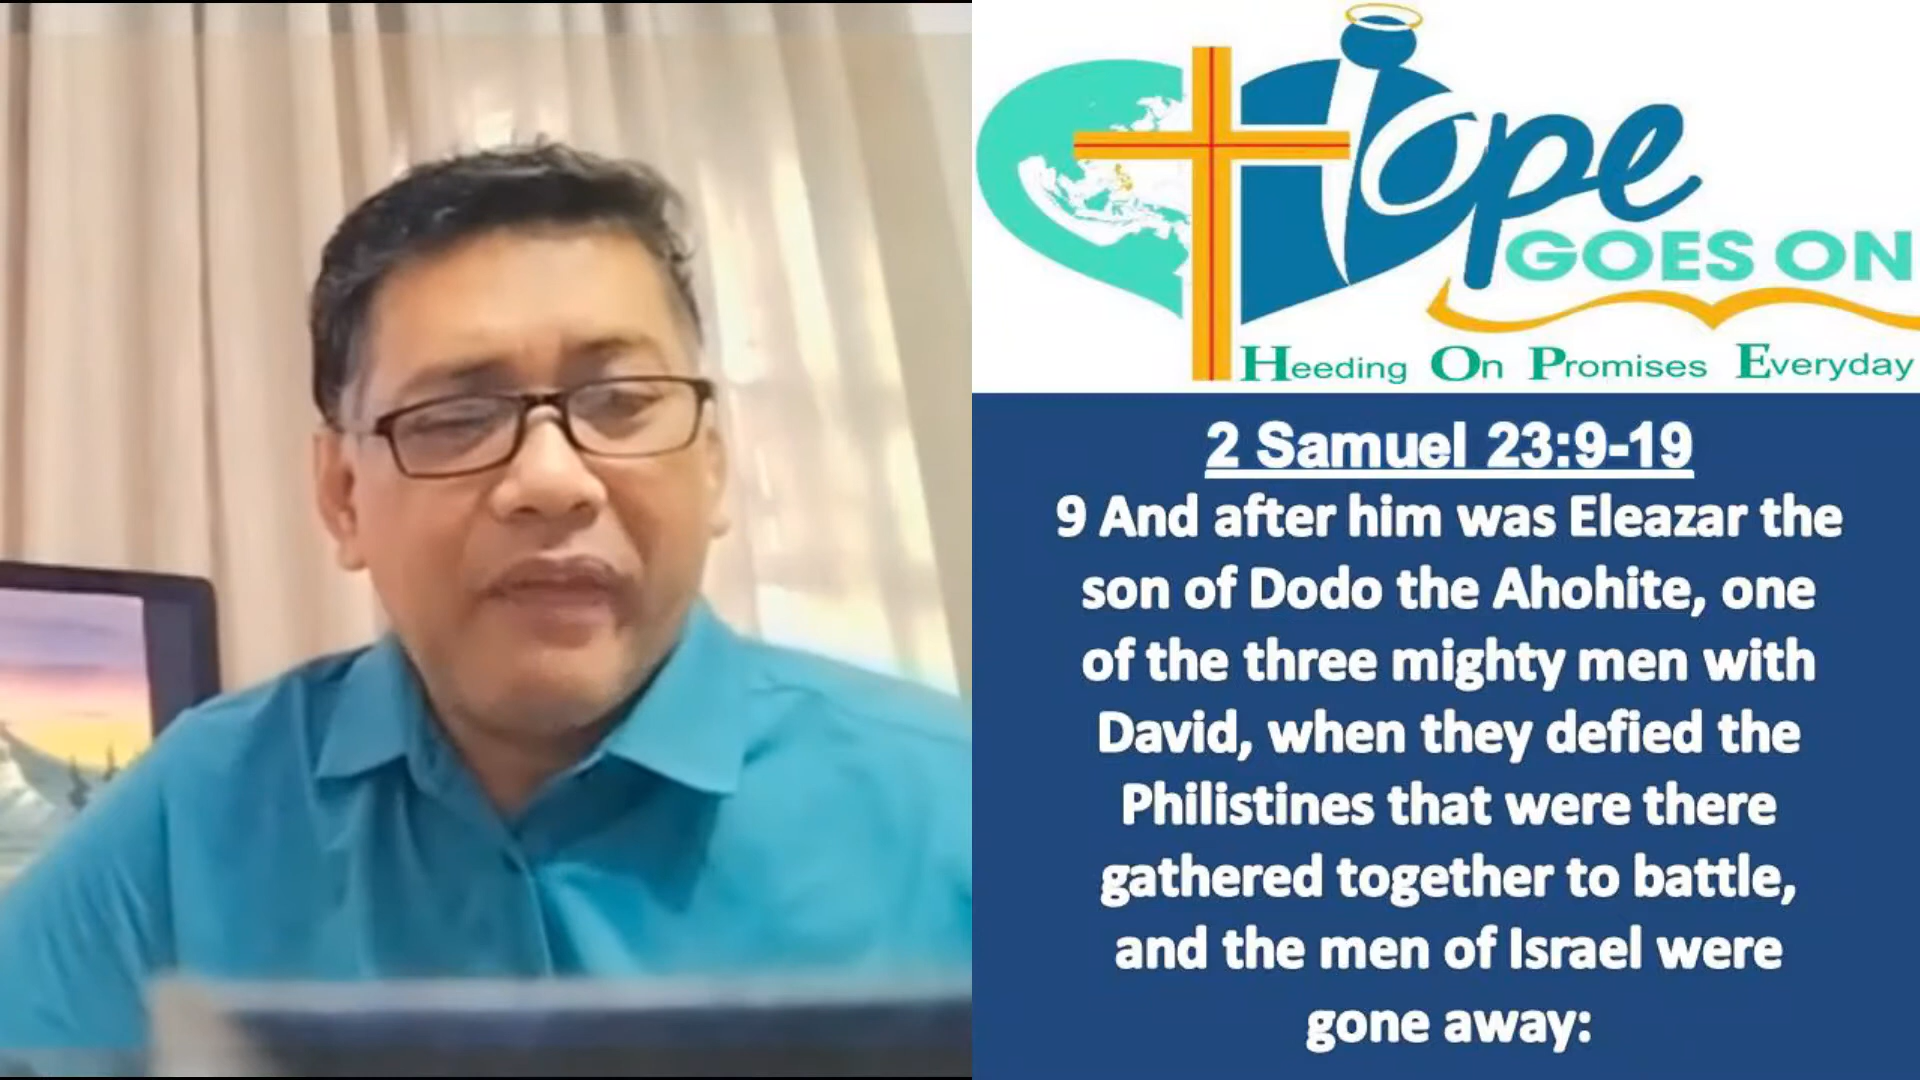 Hope
GOES ON
Heeding On Promises Everyday
2 Samuel 23:9-19
9 And after him was Eleazar the
son of Dodo the Ahohite, one
of the three mighty men with
David, when they defied the
Philistines that were there
gathered together to battle,
and the men of Israel were
gone away: